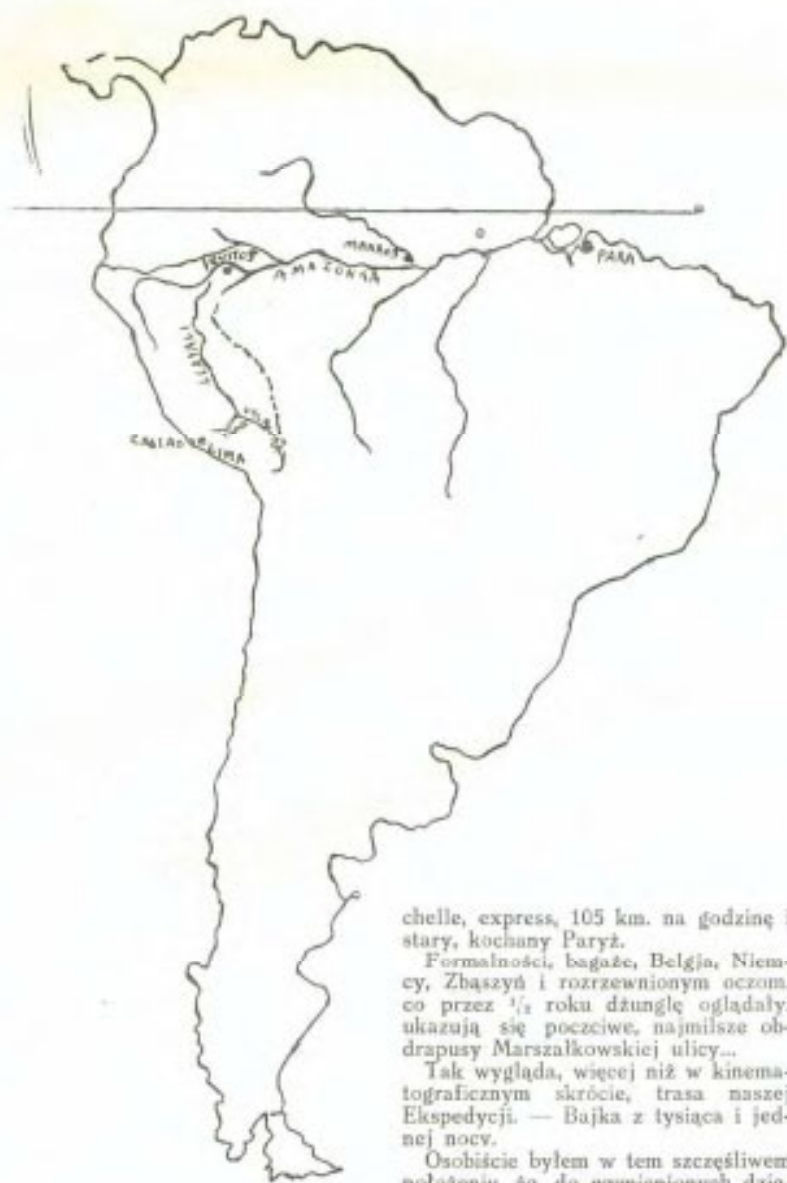 MANAOS
PARA
IQUITOS
AMAZONKA
UCAYALI
LIMA
chelle, express, 105 km. na godzinę i
stary, kochany Paryż.
Formalności, bagaże, Belgja, Niem-
cy, Zbąszyń i rozrzewnionym oczom,
co przez ½ roku dżunglę oglądały,
ukazują się poczciwe, najmilsze ob-
drapusy Marszałkowskiej ulicy...
Tak wygląda, więcej niż w kinema-
tograficznym skrócie, trasa naszej
Ekspedycji. — Bajka z tysiąca i jed-
nej nocy.
Osobiście byłem w tem szczęśliwem